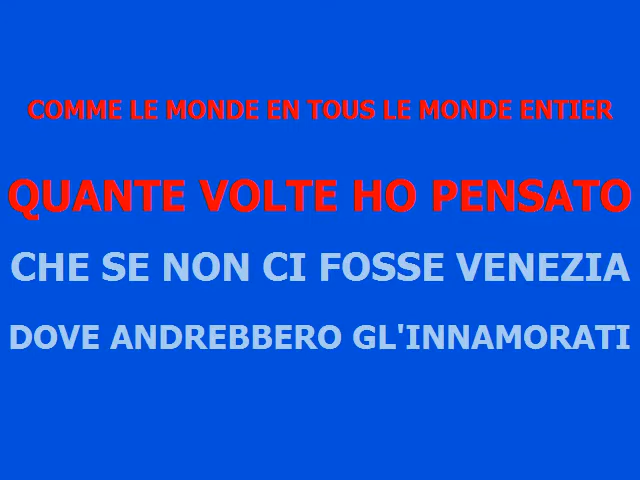 COMME LE MONDE EN TOUS LE MONDE ENTIER
QUANTE VOLTE HO PENSATO
CHE SE NON CI FOSSE VENEZIA
DOVE ANDREBBERO GL'INNAMORATI